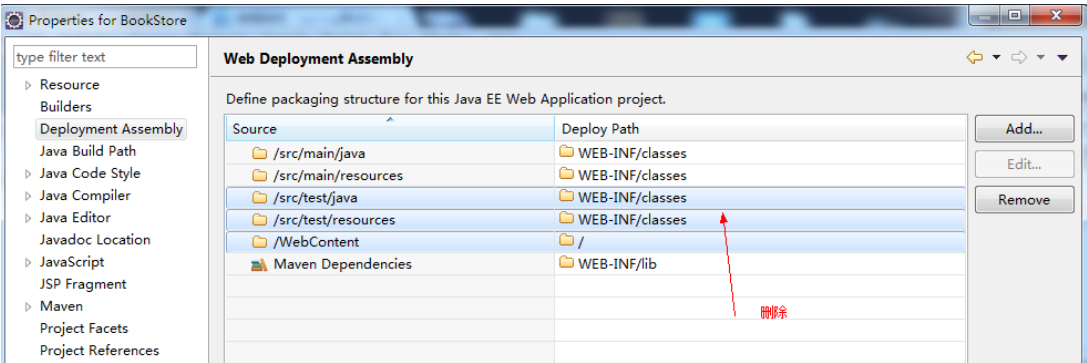 Properties for BookStore
type filter text
Resource
Builders
Deployment Assembly
Java Build Path
Java Code Style
Java Compiler
Java Editor
Javadoc Location
JavaScript
JSP Fragment
Maven
Project Facets
Project References
Web Deployment Assembly
Define packaging structure for this Java EE Web Application project.
Source Deploy Path
/src/main/java WEB-INF/classes
/src/main/resources WEB-INF/classes
/src/test/java WEB-INF/classes
/src/test/resources WEB-INF/classes
/WebContent /
Maven Dependencies WEB-INF/lib
删除
Add...
Edit...
Remove